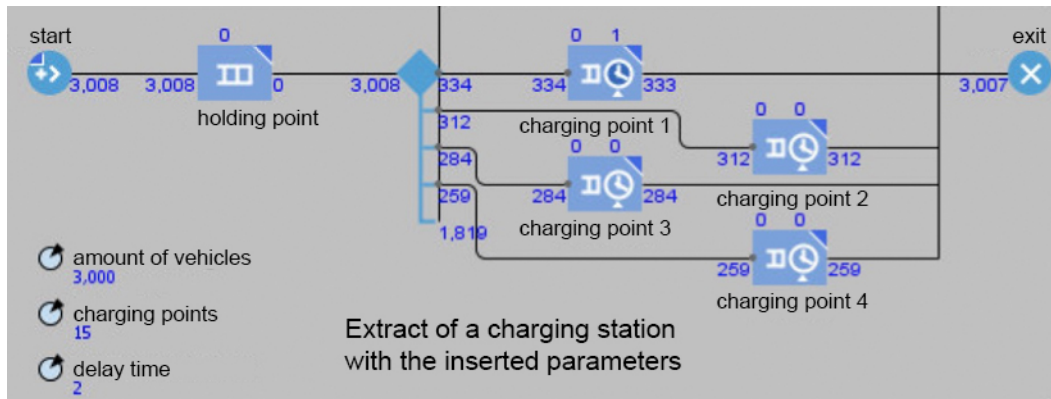 start
0
0 1
exit
3,008
3,008
0
3,008
334
334
333
3,007
holding point
312
charging point 1
0 0
0 0
284
312
312
259
284
284
charging point 2
1,819
charging point 3
0 0
amount of vehicles
3,000
259
259
charging point 4
charging points
15
Extract of a charging station
with the inserted parameters
delay time
2